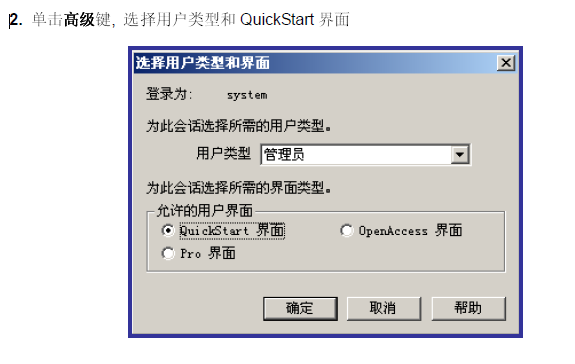 2. 单击高级键, 选择用户类型和 QuickStart 界面
选择用户类型和界面
登录为: system
为此会话选择所需的用户类型。
用户类型 管理员
为此会话选择所需的界面类型。
允许的用户界面
QuickStart 界面 OpenAccess 界面
Pro 界面
确定 取消 帮助